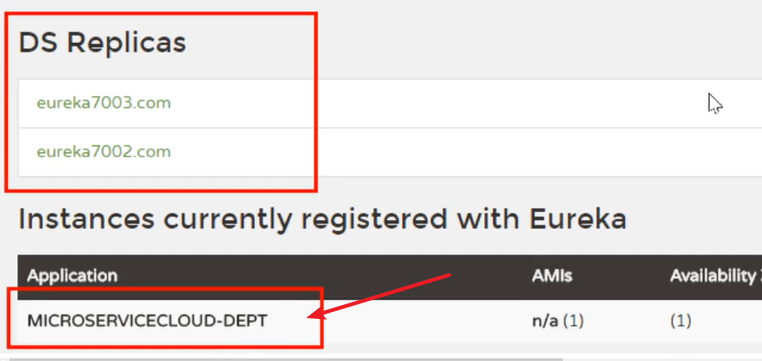 DS Replicas
eureka7003.com
eureka7002.com
Instances currently registered with Eureka
Application AMIs Availability
MICROSERVICECLOUD-DEPT n/a (1) (1)